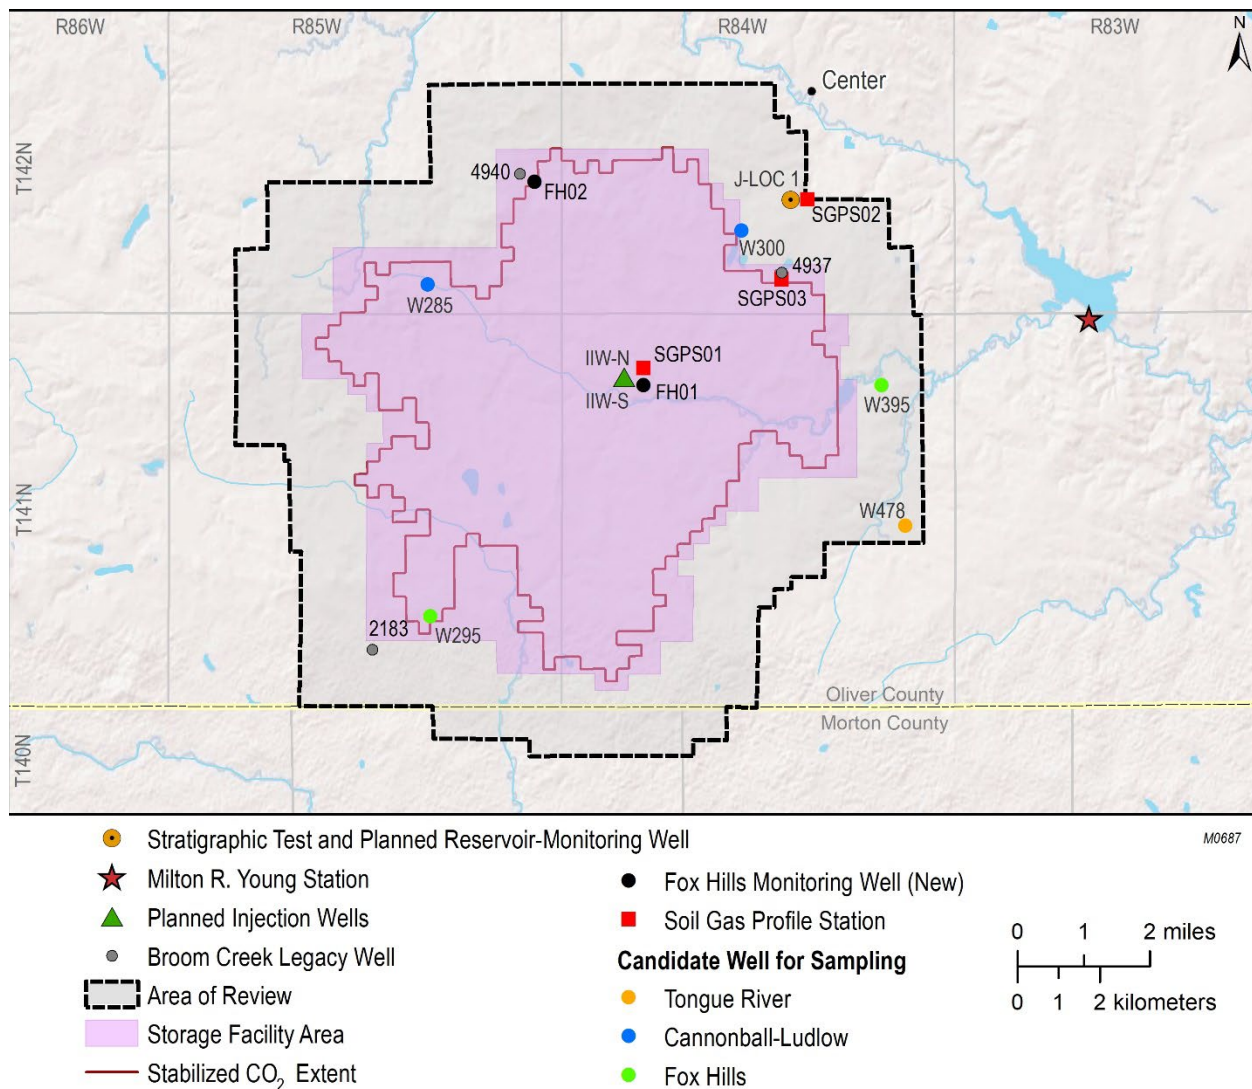 R86W
R85W
R84W
R83W
N
Center
T142N
4940
FH02
J-LOC 1
SGPS02
W300
4937
W285
SGPS03
IIW-N
SGPS01
IIW-S
FH01
W395
T141N
W478
2183
W295
Oliver County
Morton County
T140N
M0687
Stratigraphic Test and Planned Reservoir-Monitoring Well
Milton R. Young Station
Planned Injection Wells
Broom Creek Legacy Well
Area of Review
Storage Facility Area
Stabilized CO₂ Extent
Fox Hills Monitoring Well (New)
Soil Gas Profile Station
Candidate Well for Sampling
Tongue River
Cannonball-Ludlow
Fox Hills
0 1 2 miles
0 1 2 kilometers